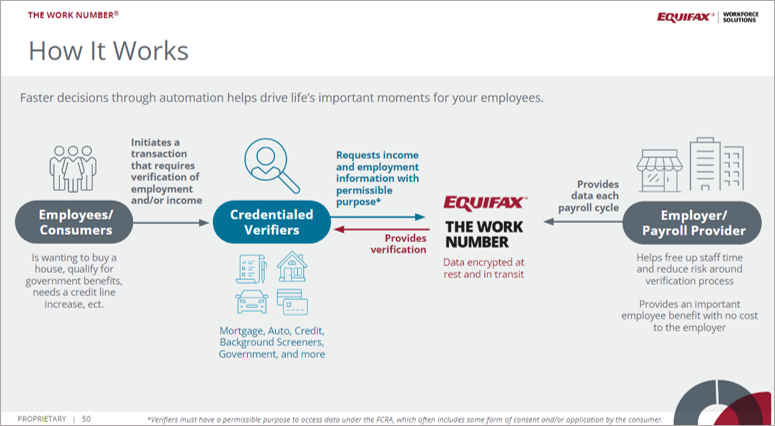 THE WORK NUMBER®
EQUIFAX® | WORKFORCE
SOLUTIONS
How It Works
Faster decisions through automation helps drive life's important moments for your employees.
Employees/
Consumers
Is wanting to buy a
house, qualify for
government benefits,
needs a credit line
increase, ect.
Initiates a
transaction
that requires
verification of
employment
and/or income
Credentialed
Verifiers
Mortgage, Auto, Credit,
Background Screeners,
Government, and more
Requests income
and employment
information with
permissible
purpose*
Provides
verification
EQUIFAX®
THE WORK
NUMBER
Data encrypted at
rest and in transit
Provides
data each
payroll cycle
Employer/
Payroll Provider
Helps free up staff time
and reduce risk around
verification process
Provides an important
employee benefit with no cost
to the employer
PROPRIETARY | 50
*Verifiers must have a permissible purpose to access data under the FCRA, which often includes some form of consent and/or application by the consumer.